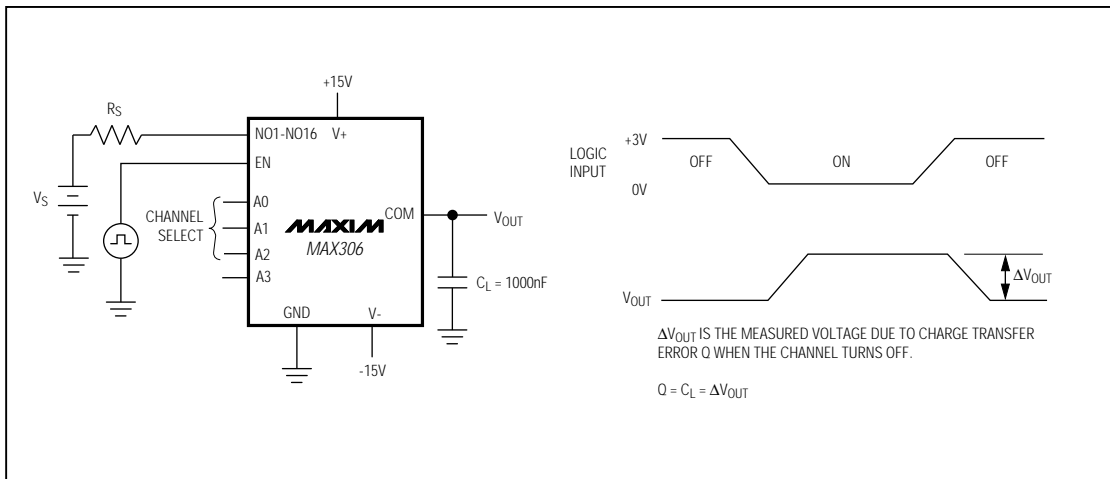 +15V
RS
NO1-NO16 V+
EN
VS
A0
CHANNEL
SELECT
A1
A2
A3
MAXIM
MAX306
COM
VOUT
CL = 1000nF
GND
V-
-15V
LOGIC
INPUT
+3V
0V
OFF
ON
OFF
VOUT
ΔVOUT
ΔVOUT IS THE MEASURED VOLTAGE DUE TO CHARGE TRANSFER
ERROR Q WHEN THE CHANNEL TURNS OFF.
Q = CL = ΔVOUT